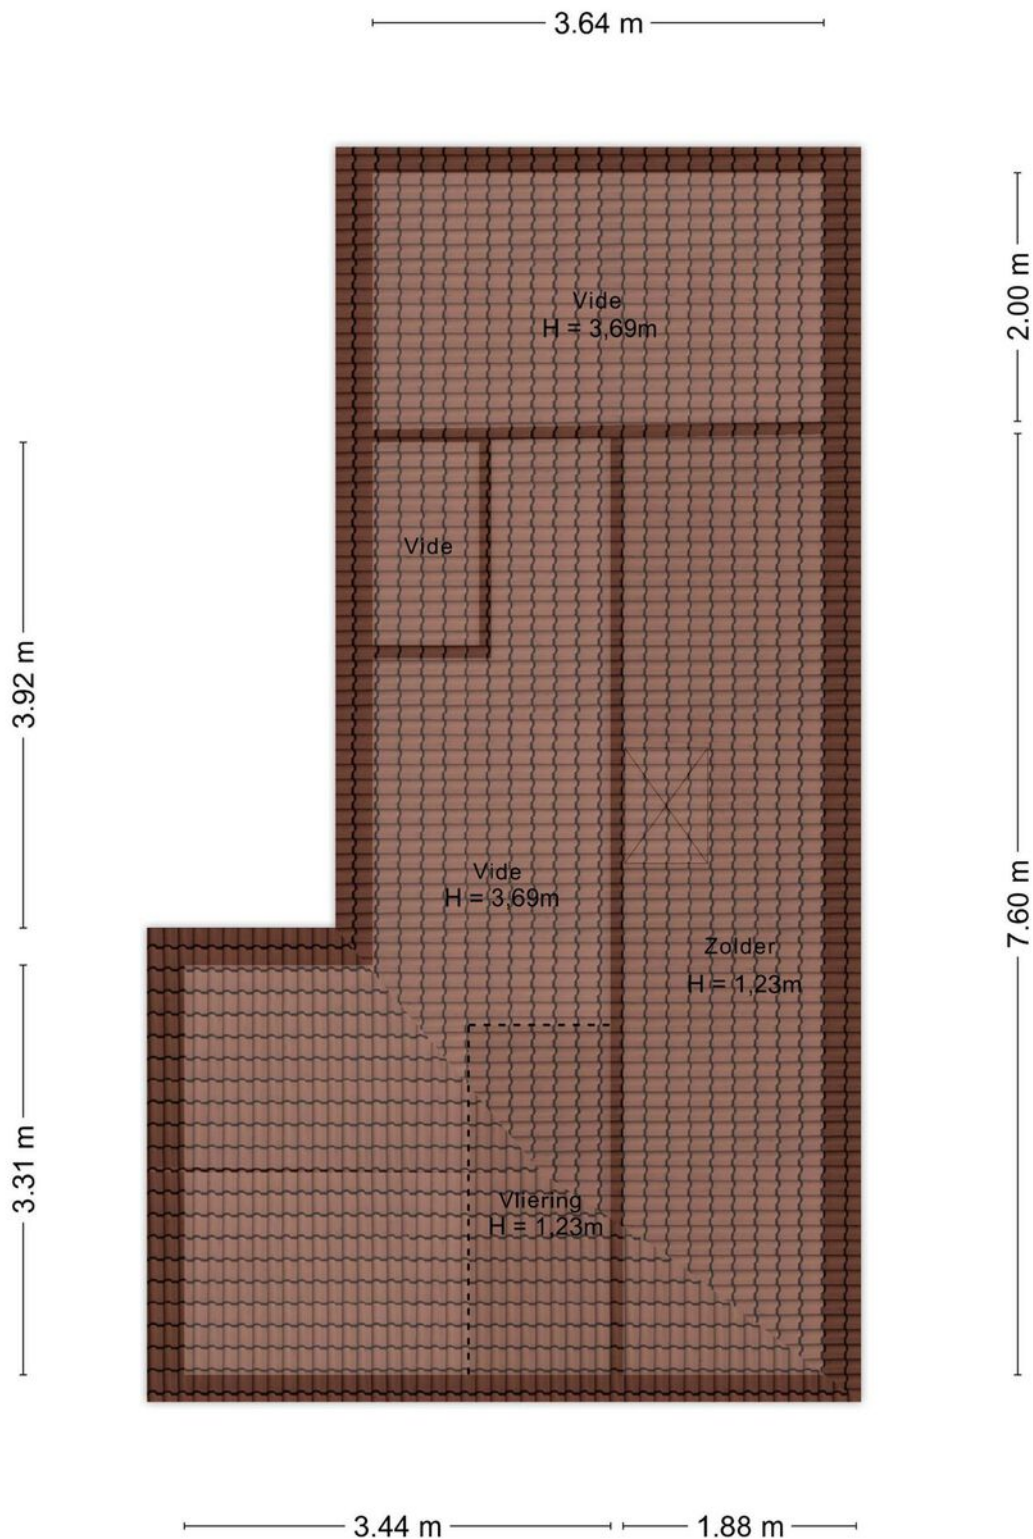 3.64 m
2.00 m
Vide
H = 3,69m
Vide
3.92 m
Vide
H = 3,69m
7.60 m
Zolder
H = 1,23m
3.31 m
Vliering
H = 1,23m
3.44 m
1.88 m